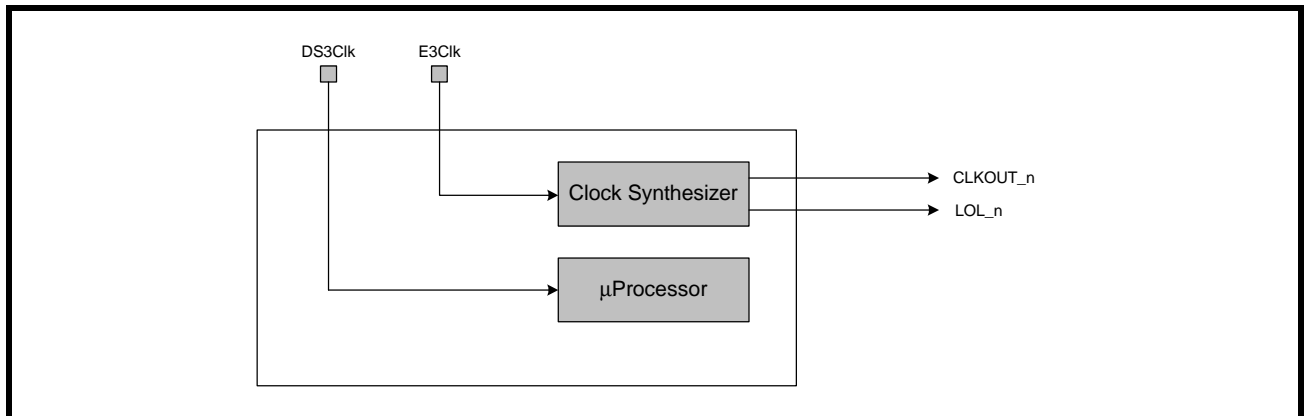 DS3Clk
E3Clk
Clock Synthesizer
CLKOUT_n
LOL_n
μProcessor